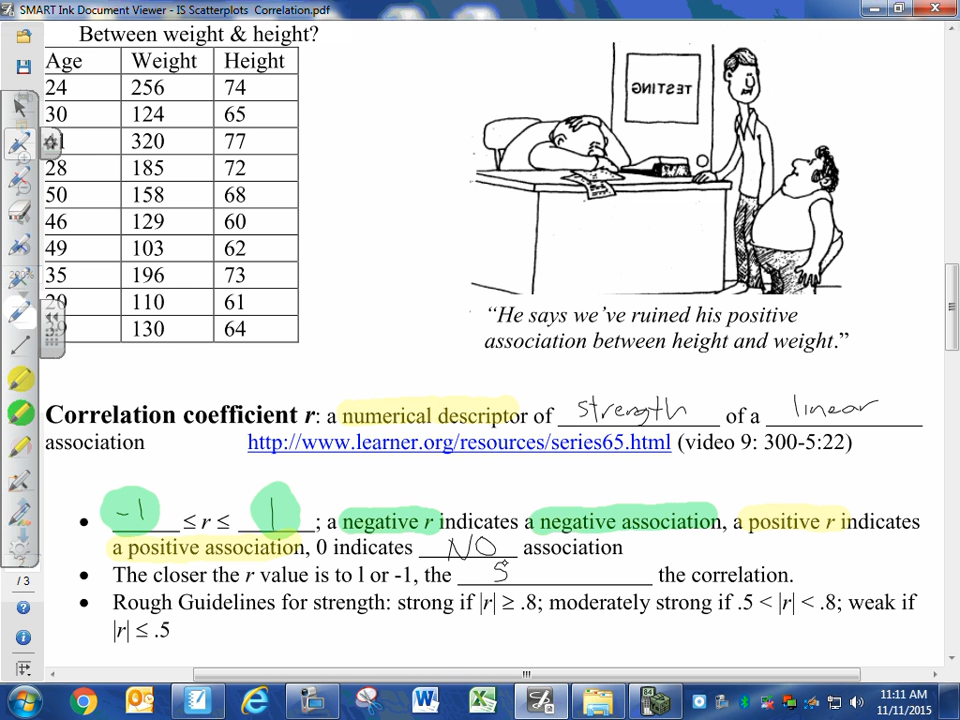 SMART Ink Document Viewer - IS Scatterplots Correlation.pdf
Between weight & height?
Age Weight Height
24 256 74
30 124 65
1 320 77
28 185 72
50 158 68
46 129 60
49 103 62
35 196 73
20 110 61
39 130 64
TESTING
“He says we’ve ruined his positive
association between height and weight.”
Correlation coefficient r: a numerical descriptor of strength of a linear
association http://www.learner.org/resources/series65.html (video 9: 300-5:22)
• -1 ≤ r ≤ 1; a negative r indicates a negative association, a positive r indicates
a positive association, 0 indicates NO association
• The closer the r value is to l or -1, the s the correlation.
• Rough Guidelines for strength: strong if |r| ≥ .8; moderately strong if .5 < |r| < .8; weak if
|r| ≤ .5
2
/ 3
11:11 AM
11/11/2015